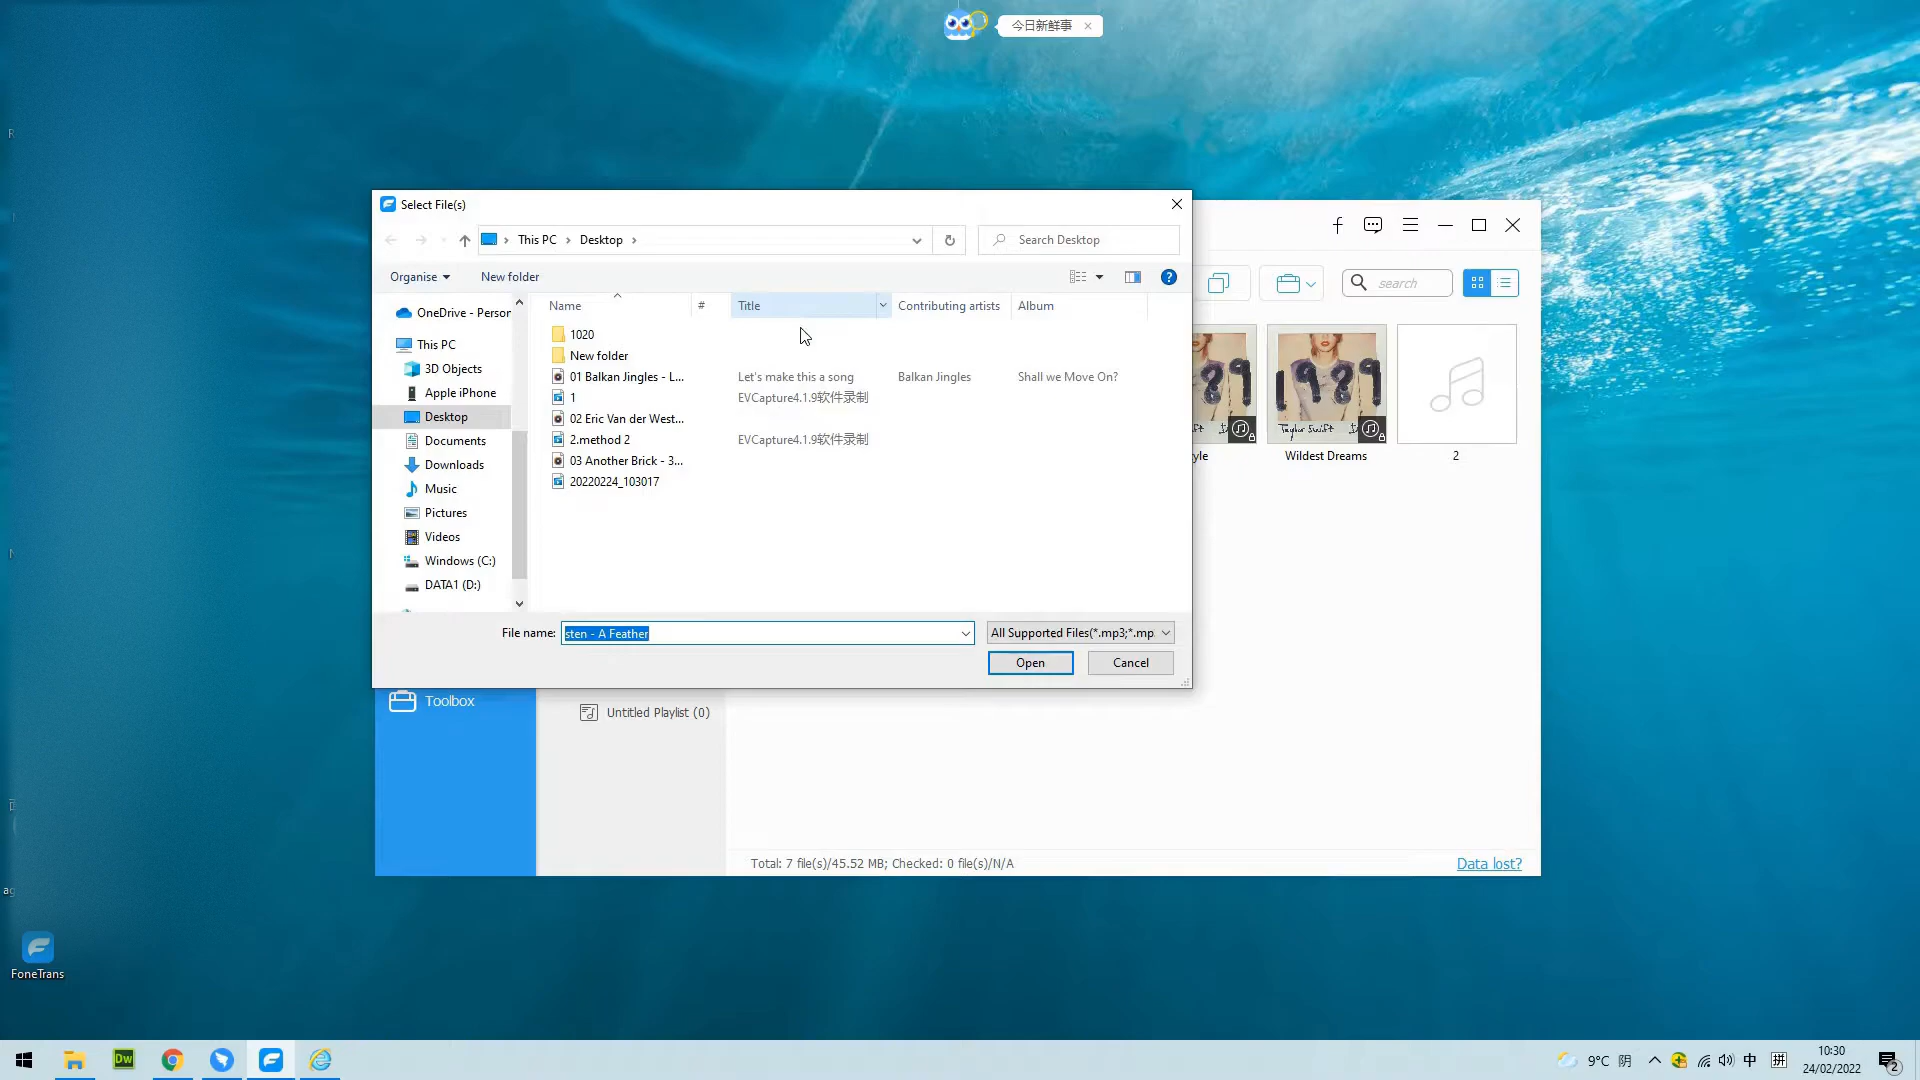 今日新鲜事
Select File(s)
This PC
Desktop
Search Desktop
Organise
New folder
search
Name
#
Title
Contributing artists
Album
OneDrive - Person
This PC
3D Objects
Apple iPhone
Desktop
Documents
Downloads
Music
Pictures
Videos
Windows (C:)
DATA1 (D:)
1020
New folder
01 Balkan Jingles - L... Let's make this a song Balkan Jingles Shall we Move On?
1 EVCapture4.1.9软件录制
02 Eric Van der West...
2.method 2 EVCapture4.1.9软件录制
03 Another Brick - 3...
20220224_103017
yle
Wildest Dreams
2
File name:
sten - A Feather
All Supported Files(*.mp3;*.mp
Open
Cancel
Toolbox
Untitled Playlist (0)
Total: 7 file(s)/45.52 MB; Checked: 0 file(s)/N/A
Data lost?
FoneTrans
Dw
9°C 阴
中
拼
10:30
24/02/2022
2